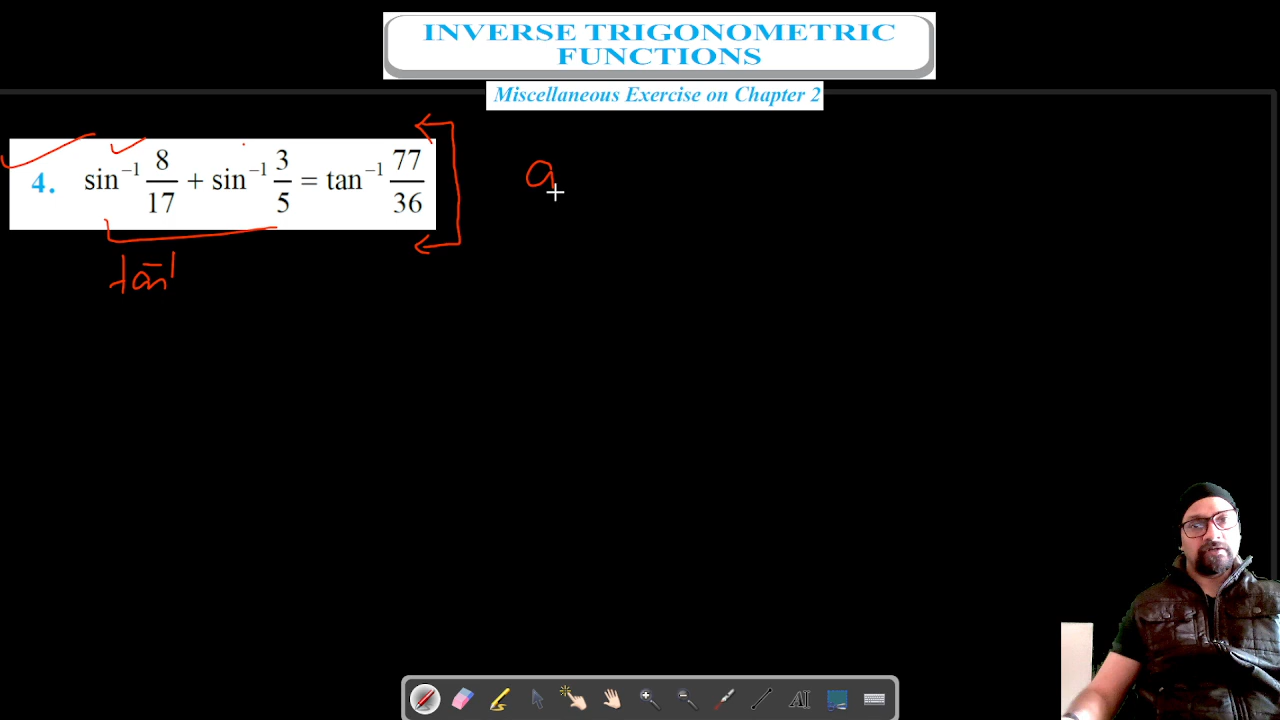 INVERSE TRIGONOMETRIC
FUNCTIONS
Miscellaneous Exercise on Chapter 2
4. sin⁻¹ 8/17 + sin⁻¹ 3/5 = tan⁻¹ 77/36
a
tan⁻¹
AI